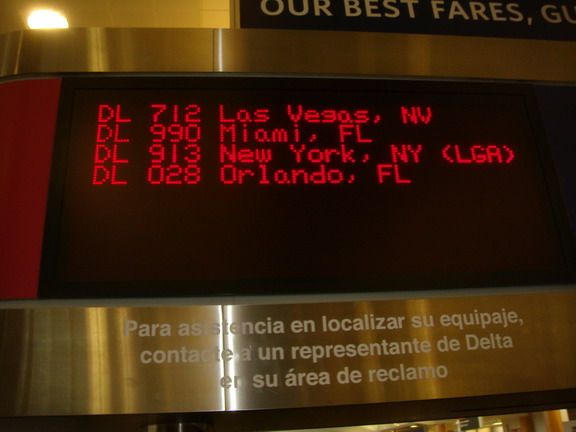 OUR BEST FARES, GU
DL 712 Las Vegas, NV
DL 990 Miami, FL
DL 913 New York, NY (LGA)
DL 028 Orlando, FL
Para asistencia en localizar su equipaje,
contacte a un representante de Delta
en su área de reclamo